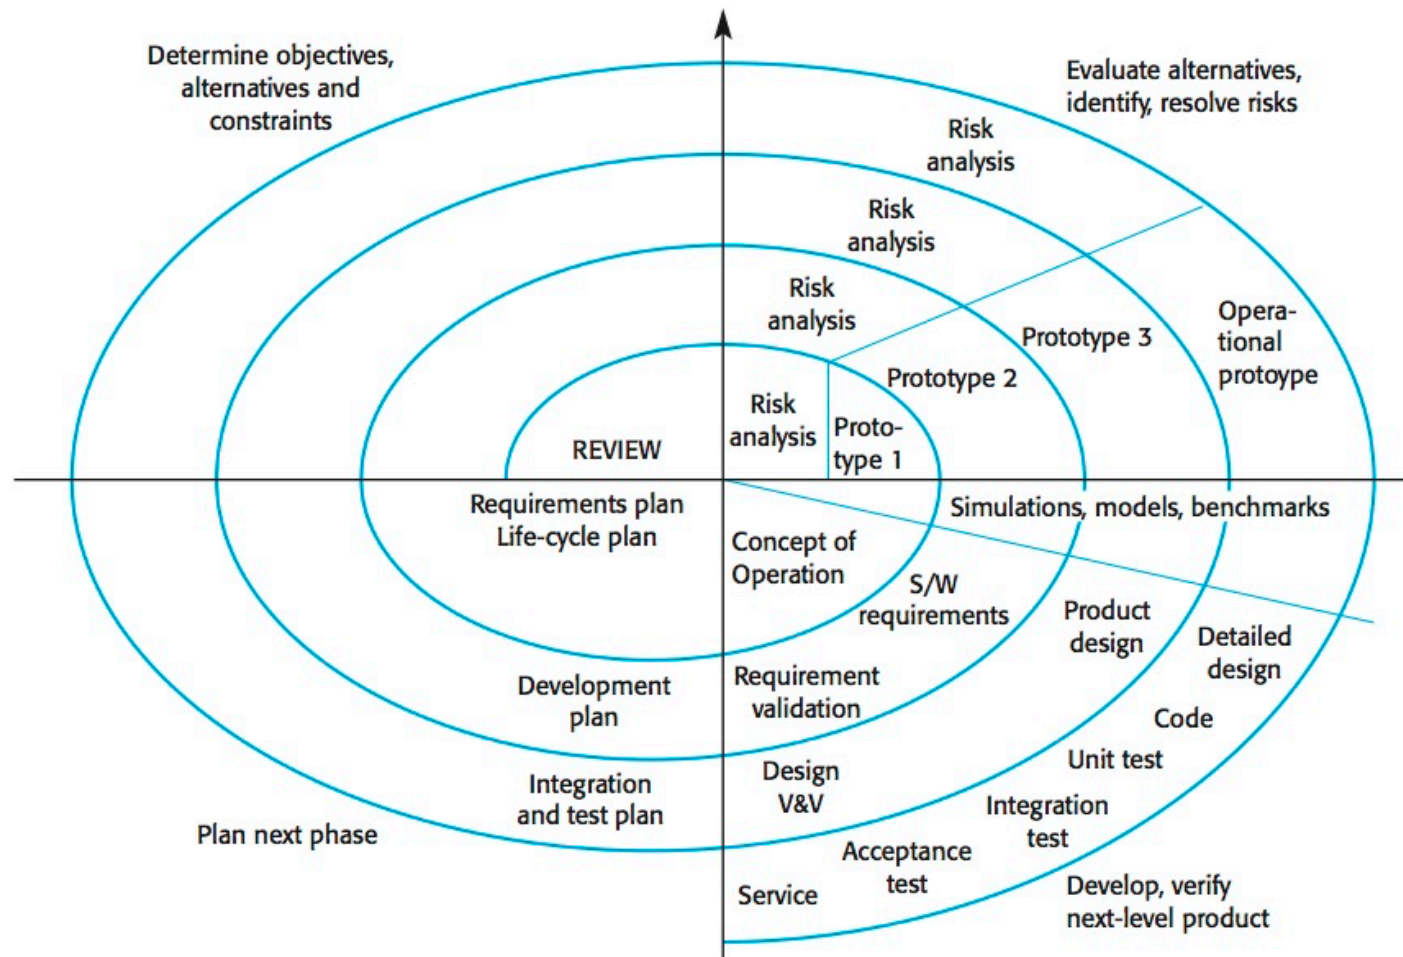 Determine objectives,
alternatives and
constraints
Evaluate alternatives,
identify, resolve risks
Risk
analysis
Risk
analysis
Risk
analysis
Risk
analysis
Proto-
type 1
Prototype 2
Prototype 3
Opera-
tional
protoype
REVIEW
Requirements plan
Life-cycle plan
Simulations, models, benchmarks
Concept of
Operation
S/W
requirements
Product
design
Detailed
design
Development
plan
Requirement
validation
Code
Unit test
Integration
and test plan
Design
V&V
Integration
test
Acceptance
test
Service
Plan next phase
Develop, verify
next-level product